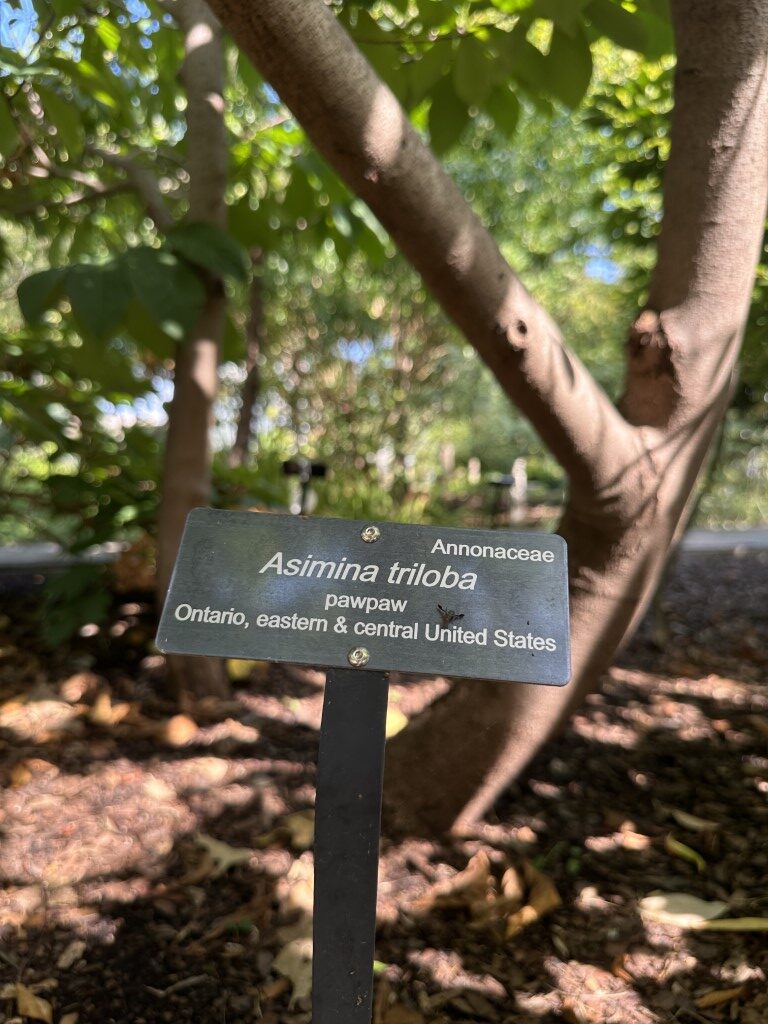 Annonaceae
Asimina triloba
pawpaw
Ontario, eastern & central United States